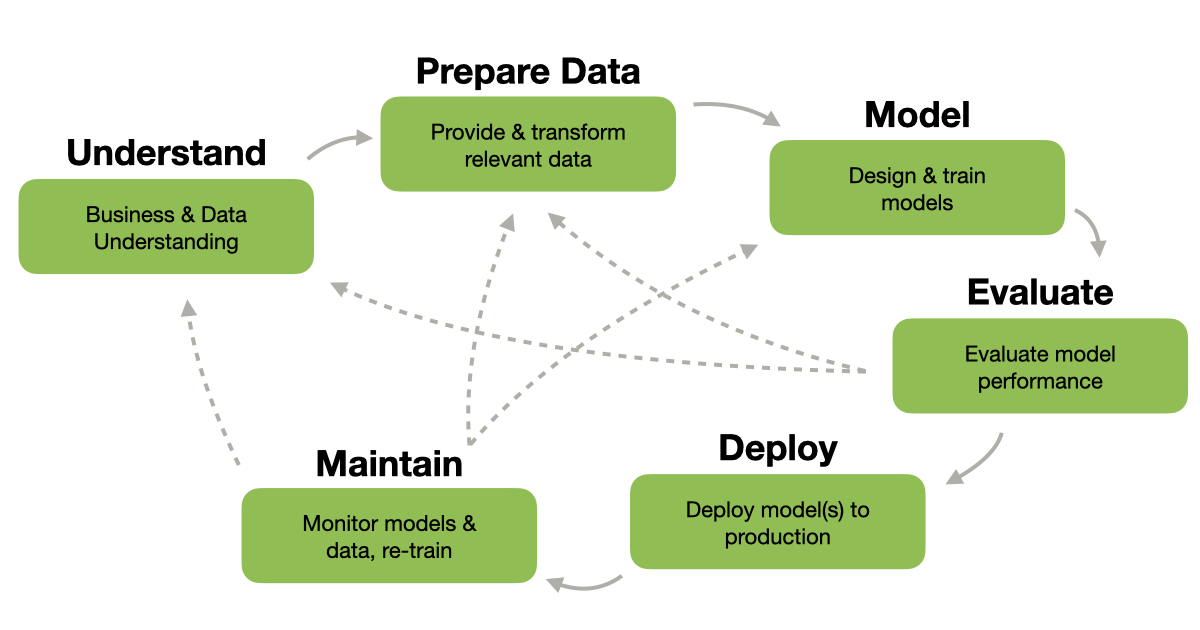 Understand
Business & Data
Understanding
Prepare Data
Provide & transform
relevant data
Model
Design & train
models
Evaluate
Evaluate model
performance
Deploy
Deploy model(s) to
production
Maintain
Monitor models &
data, re-train